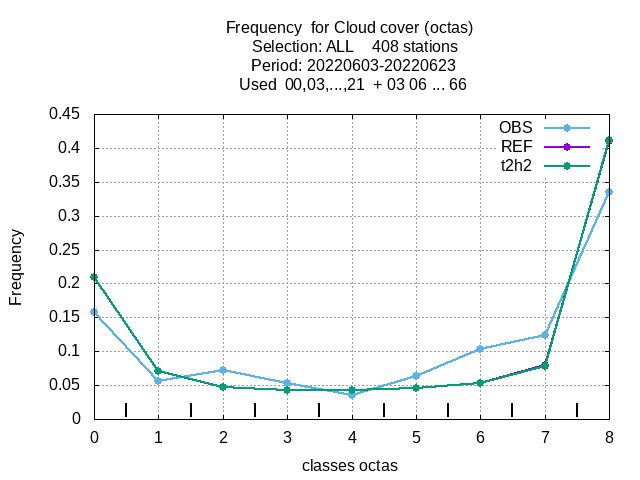 Frequency  for Cloud cover (octas)
Selection: ALL    408 stations
Period: 20220603-20220623
Used  00,03,...,21  + 03 06 ... 66
OBS
REF
t2h2
0.45
0.4
0.35
0.3
0.25
0.2
0.15
0.1
0.05
0
Frequency
0 1 2 3 4 5 6 7 8
classes octas